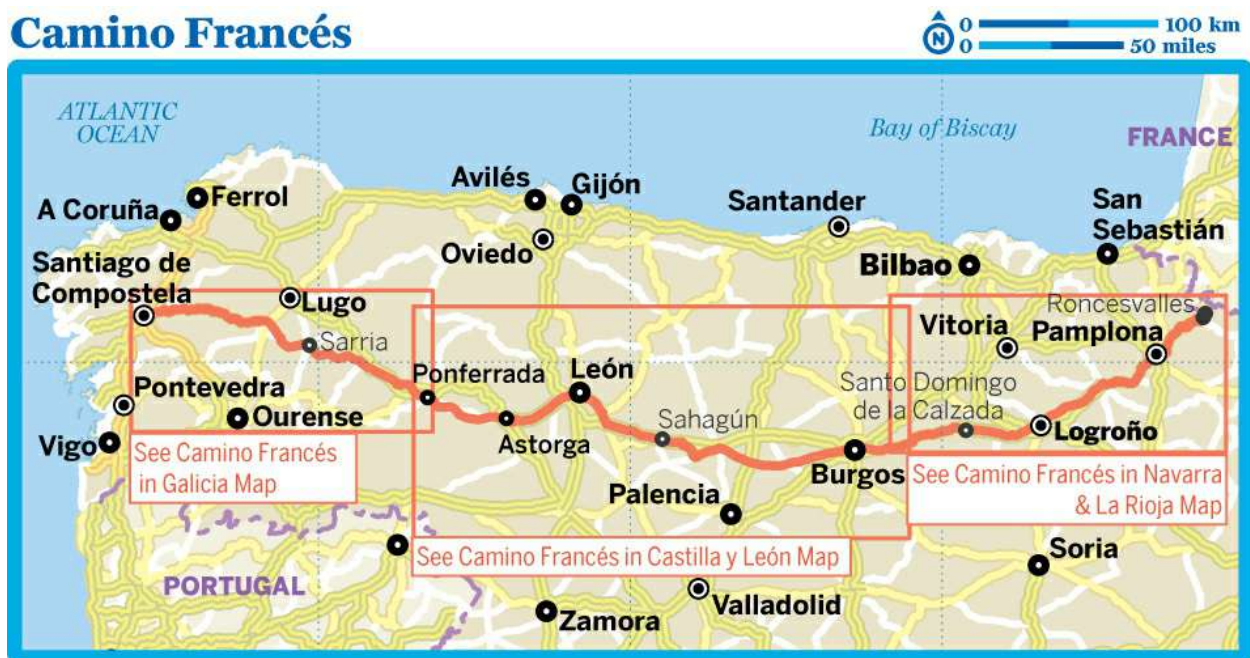 Camino Francés
N
0 100 km
0 50 miles
ATLANTIC
OCEAN
Bay of Biscay
FRANCE
Ferrol
A Coruña
Avilés
Gijón
Santander
San
Sebastián
Oviedo
Bilbao
Santiago de
Compostela
Lugo
Roncesvalles
Sarria
Vitoria
Pamplona
Ponferrada
León
Santo Domingo
de la Calzada
Pontevedra
Ourense
Sahagún
Astorga
Logroño
Vigo
See Camino Francés
in Galicia Map
Burgos
See Camino Francés in Navarra
& La Rioja Map
Palencia
See Camino Francés in Castilla y León Map
Soria
PORTUGAL
Valladolid
Zamora